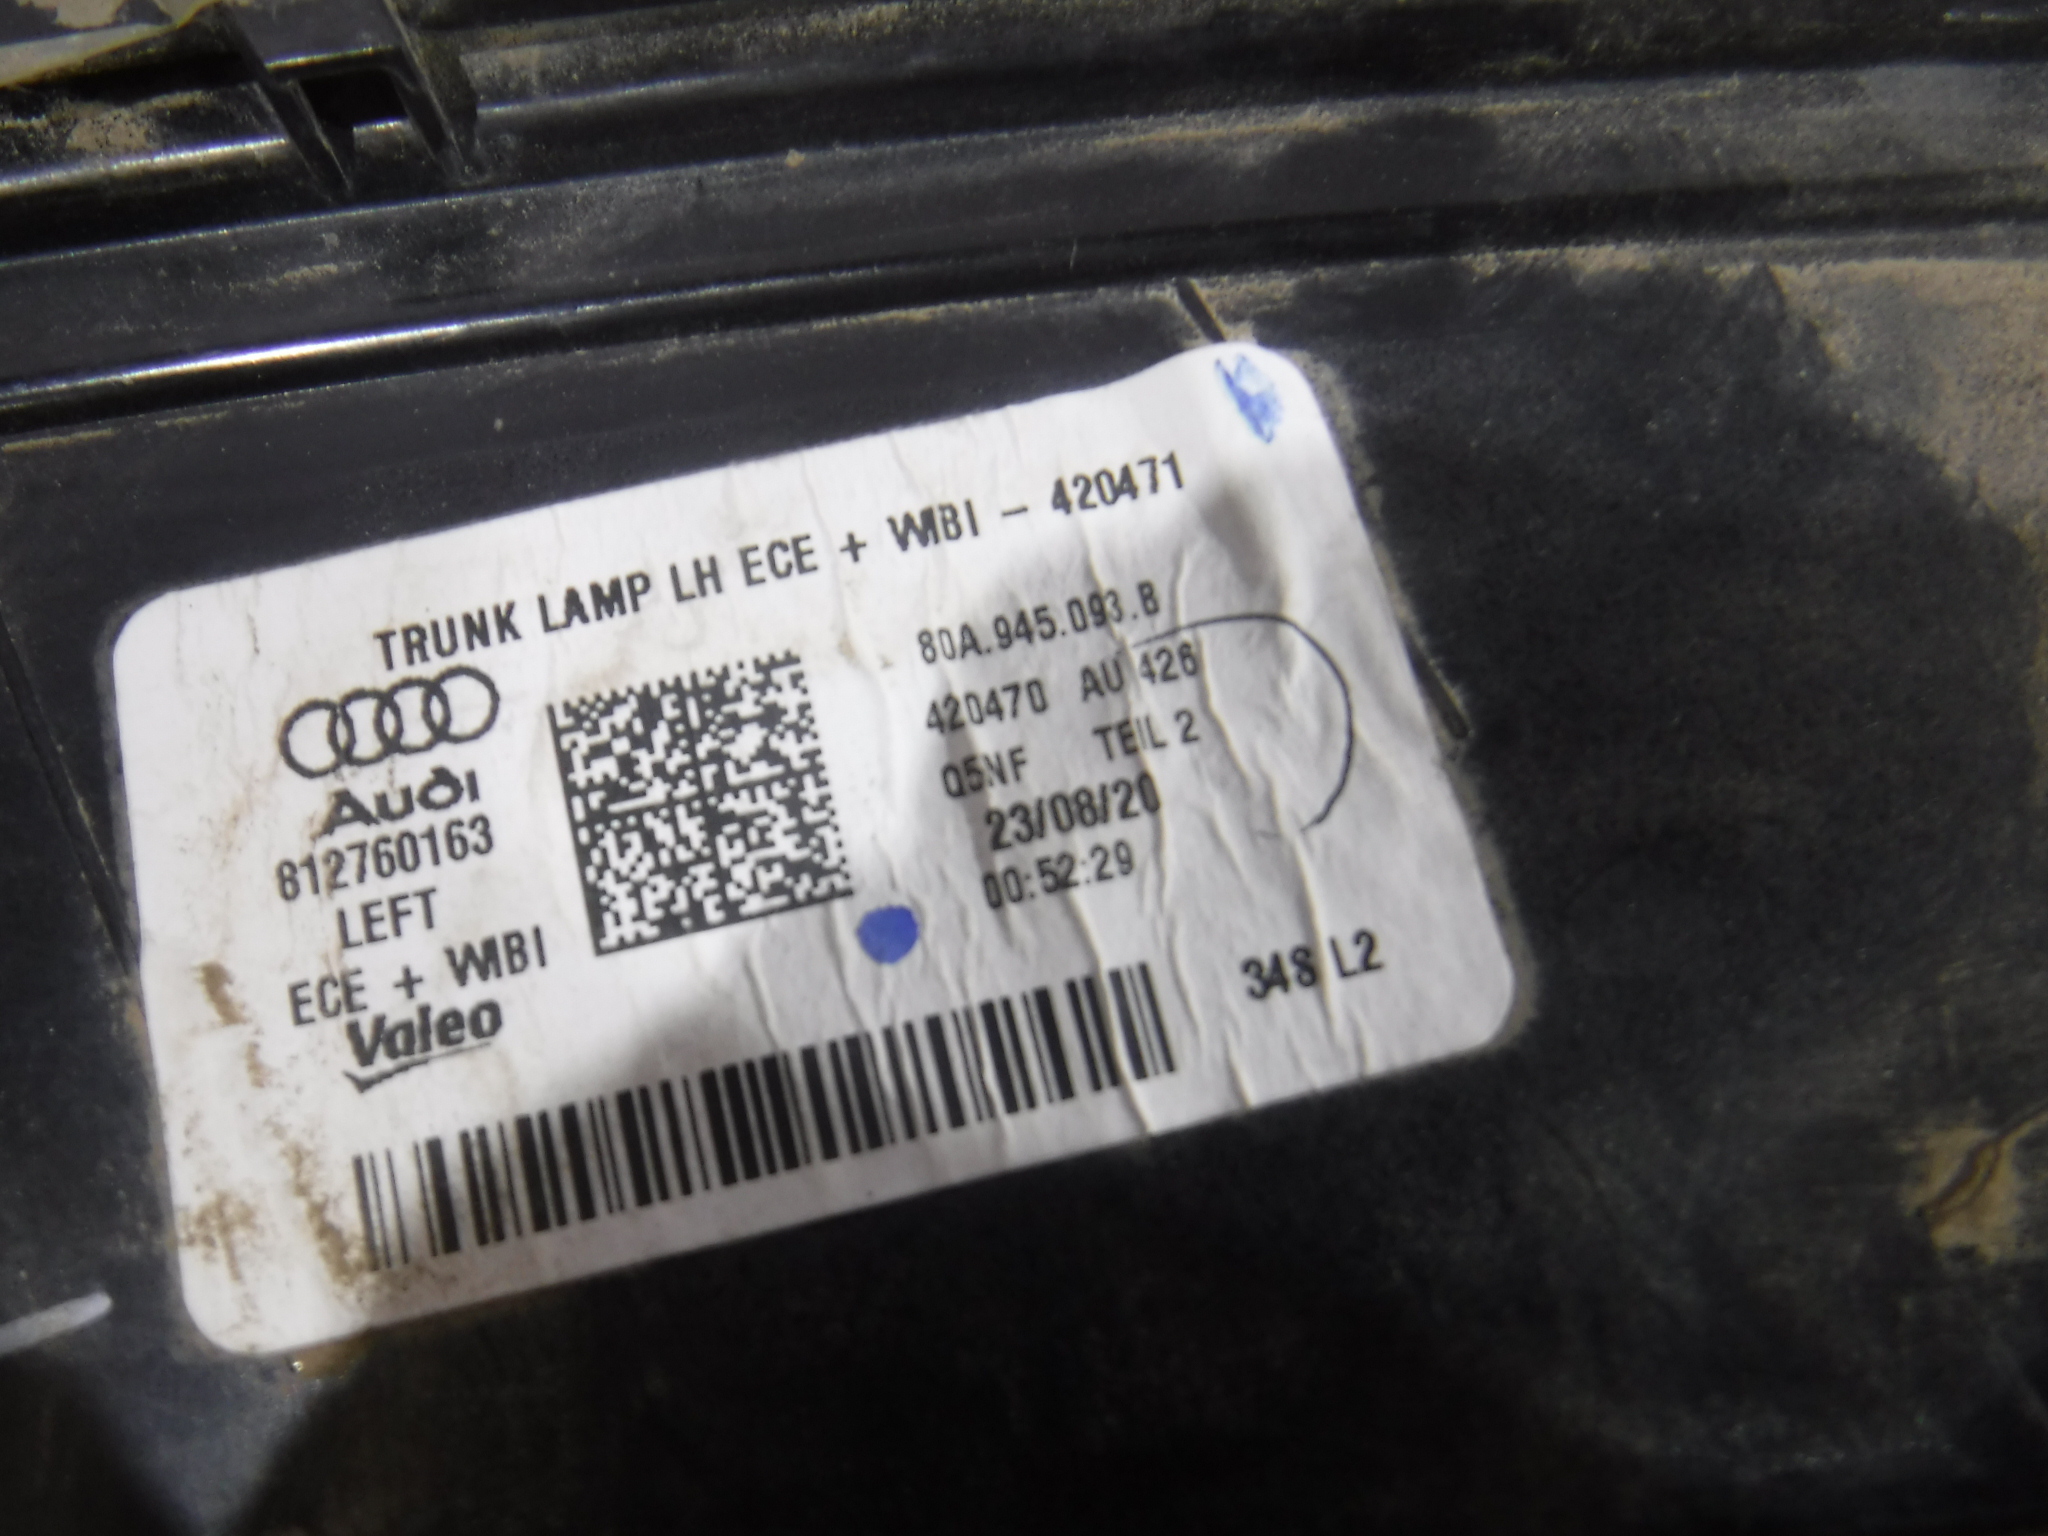 TRUNK LAMP LH ECE + WIBI - 420471
Audi
812760163
LEFT
ECE + WIBI
Valeo
80A.945.093.B
420470 AU 426
Q5NF TEIL 2
23/08/20
00:52:29
348 L2